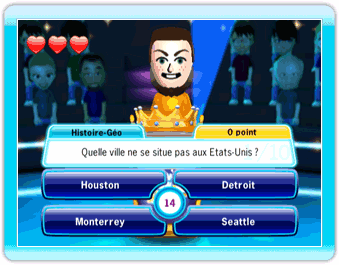 Histoire-Géo
0 point
Quelle ville ne se situe pas aux Etats-Unis ?
Houston
Detroit
14
Monterrey
Seattle